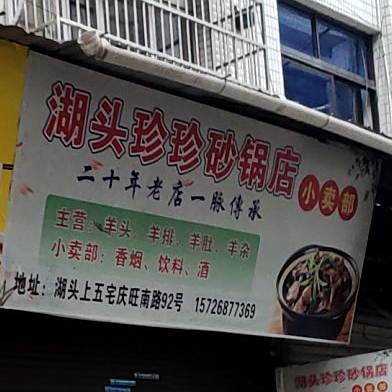 湖头珍珍砂锅店
小卖部
二十年老店一脉传承
主营：羊头、羊排、羊肚、羊杂
小卖部：香烟、饮料、酒
地址：湖头上五宅庆旺南路92号 15726877369
湖头珍珍砂锅店